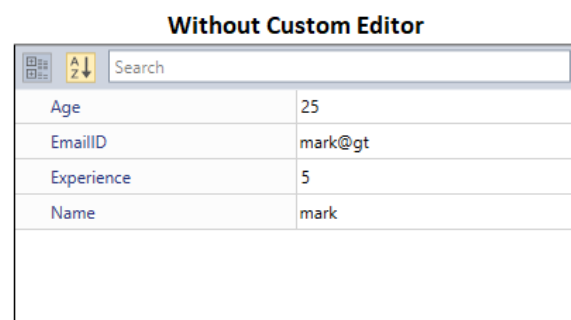 Without Custom Editor
A Z Search
Age 25
EmailID mark@gt
Experience 5
Name mark